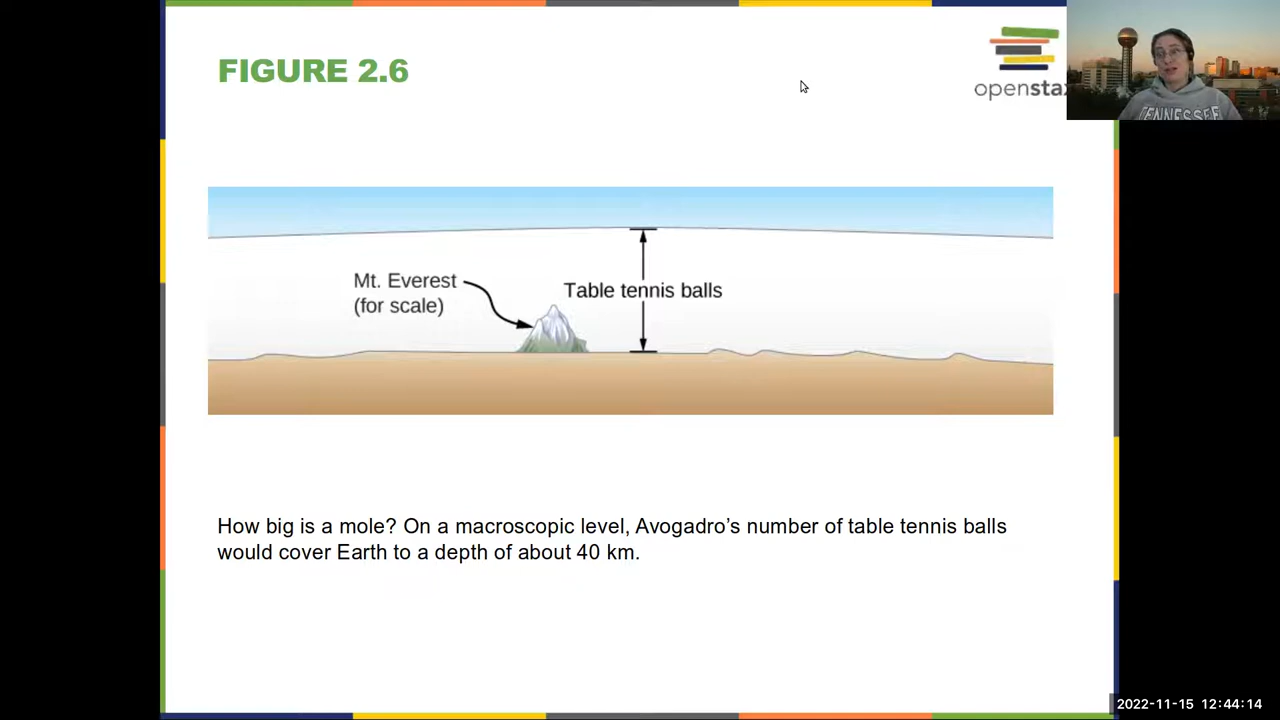 FIGURE 2.6
openstax
TENNESSEE
Mt. Everest
(for scale)
Table tennis balls
How big is a mole? On a macroscopic level, Avogadro’s number of table tennis balls
would cover Earth to a depth of about 40 km.
2022-11-15 12:44:14